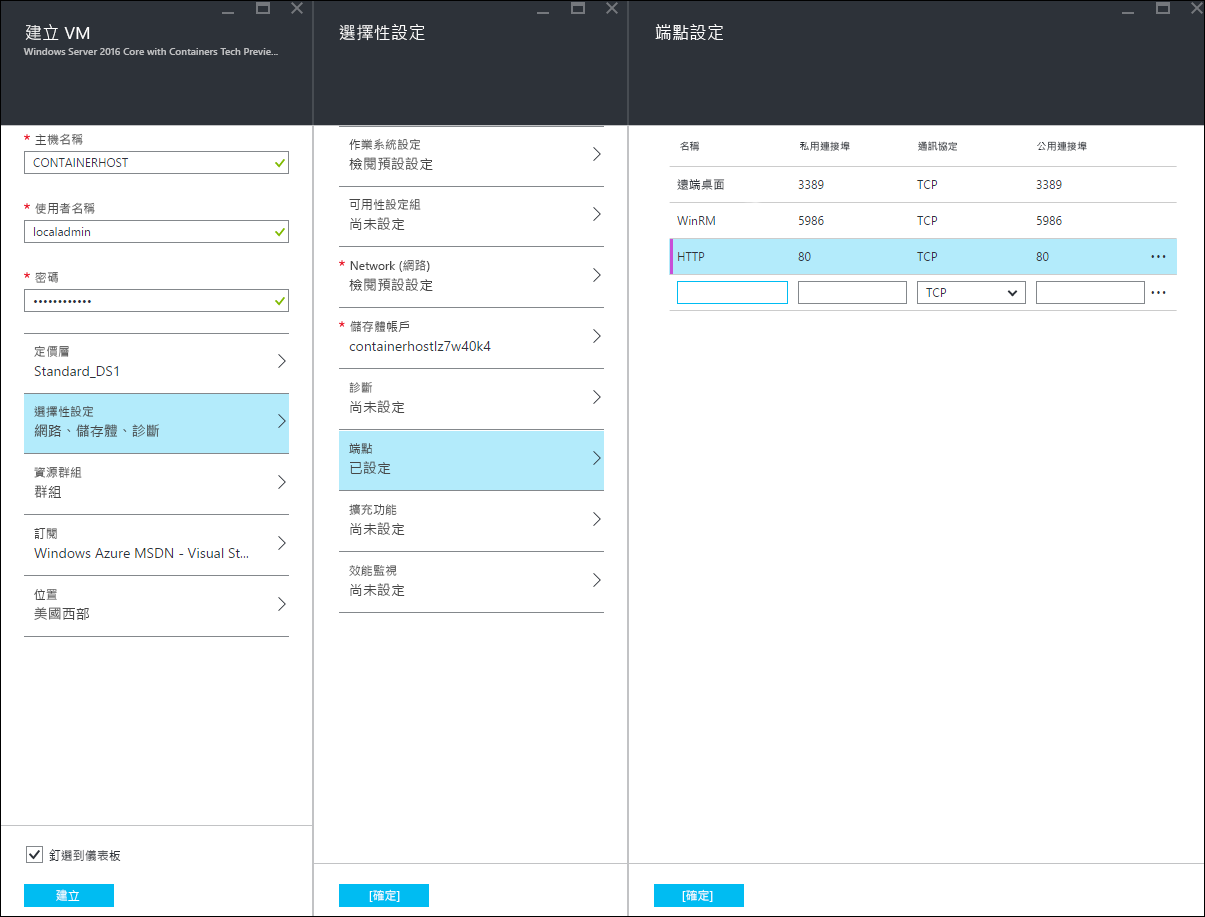 建立 VM
Windows Server 2016 Core with Containers Tech Previe...
* 主機名稱
CONTAINERHOST
* 使用者名稱
localadmin
* 密碼
••••••••••••
定價層
Standard_DS1
選擇性設定
網路、儲存體、診斷
資源群組
群組
訂閱
Windows Azure MSDN - Visual St...
位置
美國西部
釘選到儀表板
建立
選擇性設定
作業系統設定
檢閱預設設定
可用性設定組
尚未設定
* Network (網路)
檢閱預設設定
* 儲存體帳戶
containerhostlz7w40k4
診斷
尚未設定
端點
已設定
擴充功能
尚未設定
效能監視
尚未設定
[確定]
端點設定
名稱 私用連接埠 通訊協定 公用連接埠
遠端桌面 3389 TCP 3389
WinRM 5986 TCP 5986
HTTP 80 TCP 80 ...
TCP ...
[確定]